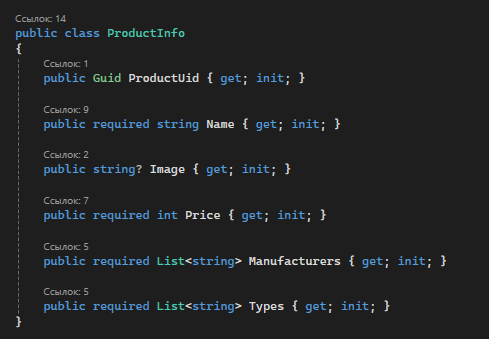 Ссылок: 14
public class ProductInfo
{
Ссылок: 1
public Guid ProductUid { get; init; }
Ссылок: 9
public required string Name { get; init; }
Ссылок: 2
public string? Image { get; init; }
Ссылок: 7
public required int Price { get; init; }
Ссылок: 5
public required List<string> Manufacturers { get; init; }
Ссылок: 5
public required List<string> Types { get; init; }
}